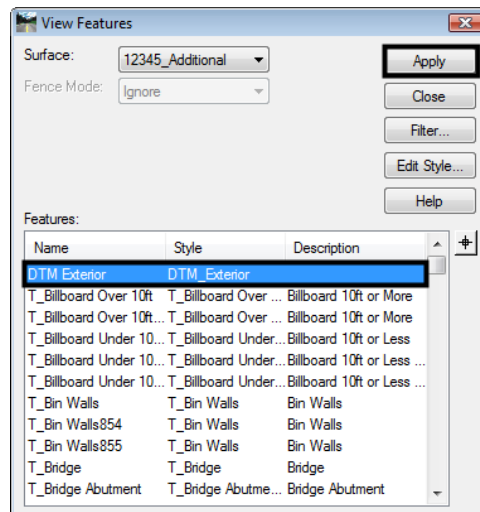 View Features
Surface: 12345_Additional Apply
Fence Mode: Ignore Close
Filter...
Edit Style...
Help
Features:
Name Style Description
DTM Exterior DTM_Exterior
T_Billboard Over 10ft T_Billboard Over ... Billboard 10ft or More
T_Billboard Over 10ft... T_Billboard Over ... Billboard 10ft or More
T_Billboard Under 10... T_Billboard Under... Billboard 10ft or Less
T_Billboard Under 10... T_Billboard Under... Billboard 10ft or Less ...
T_Billboard Under 10... T_Billboard Under... Billboard 10ft or Less ...
T_Bin Walls T_Bin Walls Bin Walls
T_Bin Walls854 T_Bin Walls Bin Walls
T_Bin Walls855 T_Bin Walls Bin Walls
T_Bridge T_Bridge Bridge
T_Bridge Abutment T_Bridge Abutme... Bridge Abutment